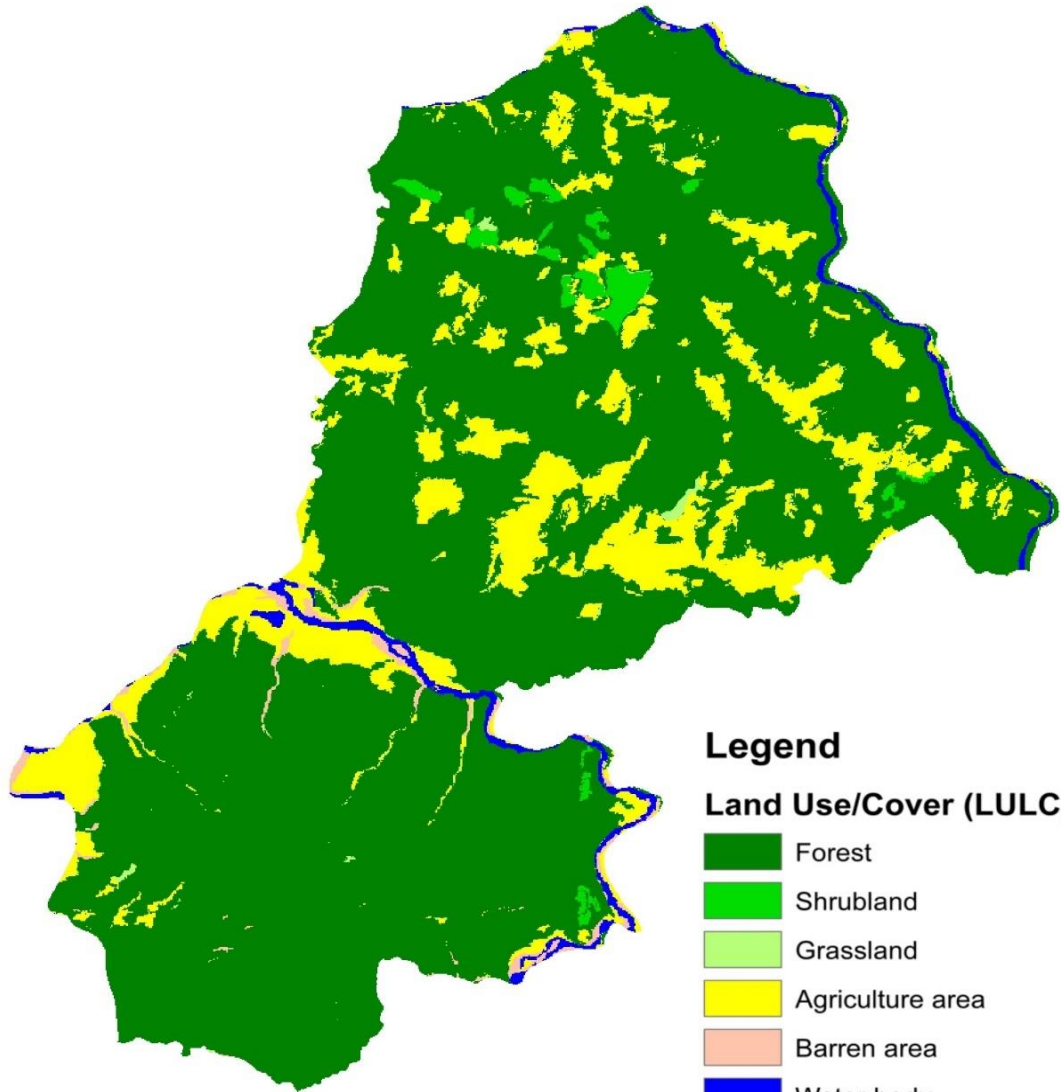 Legend
Land Use/Cover (LULC
Forest
Shrubland
Grassland
Agriculture area
Barren area